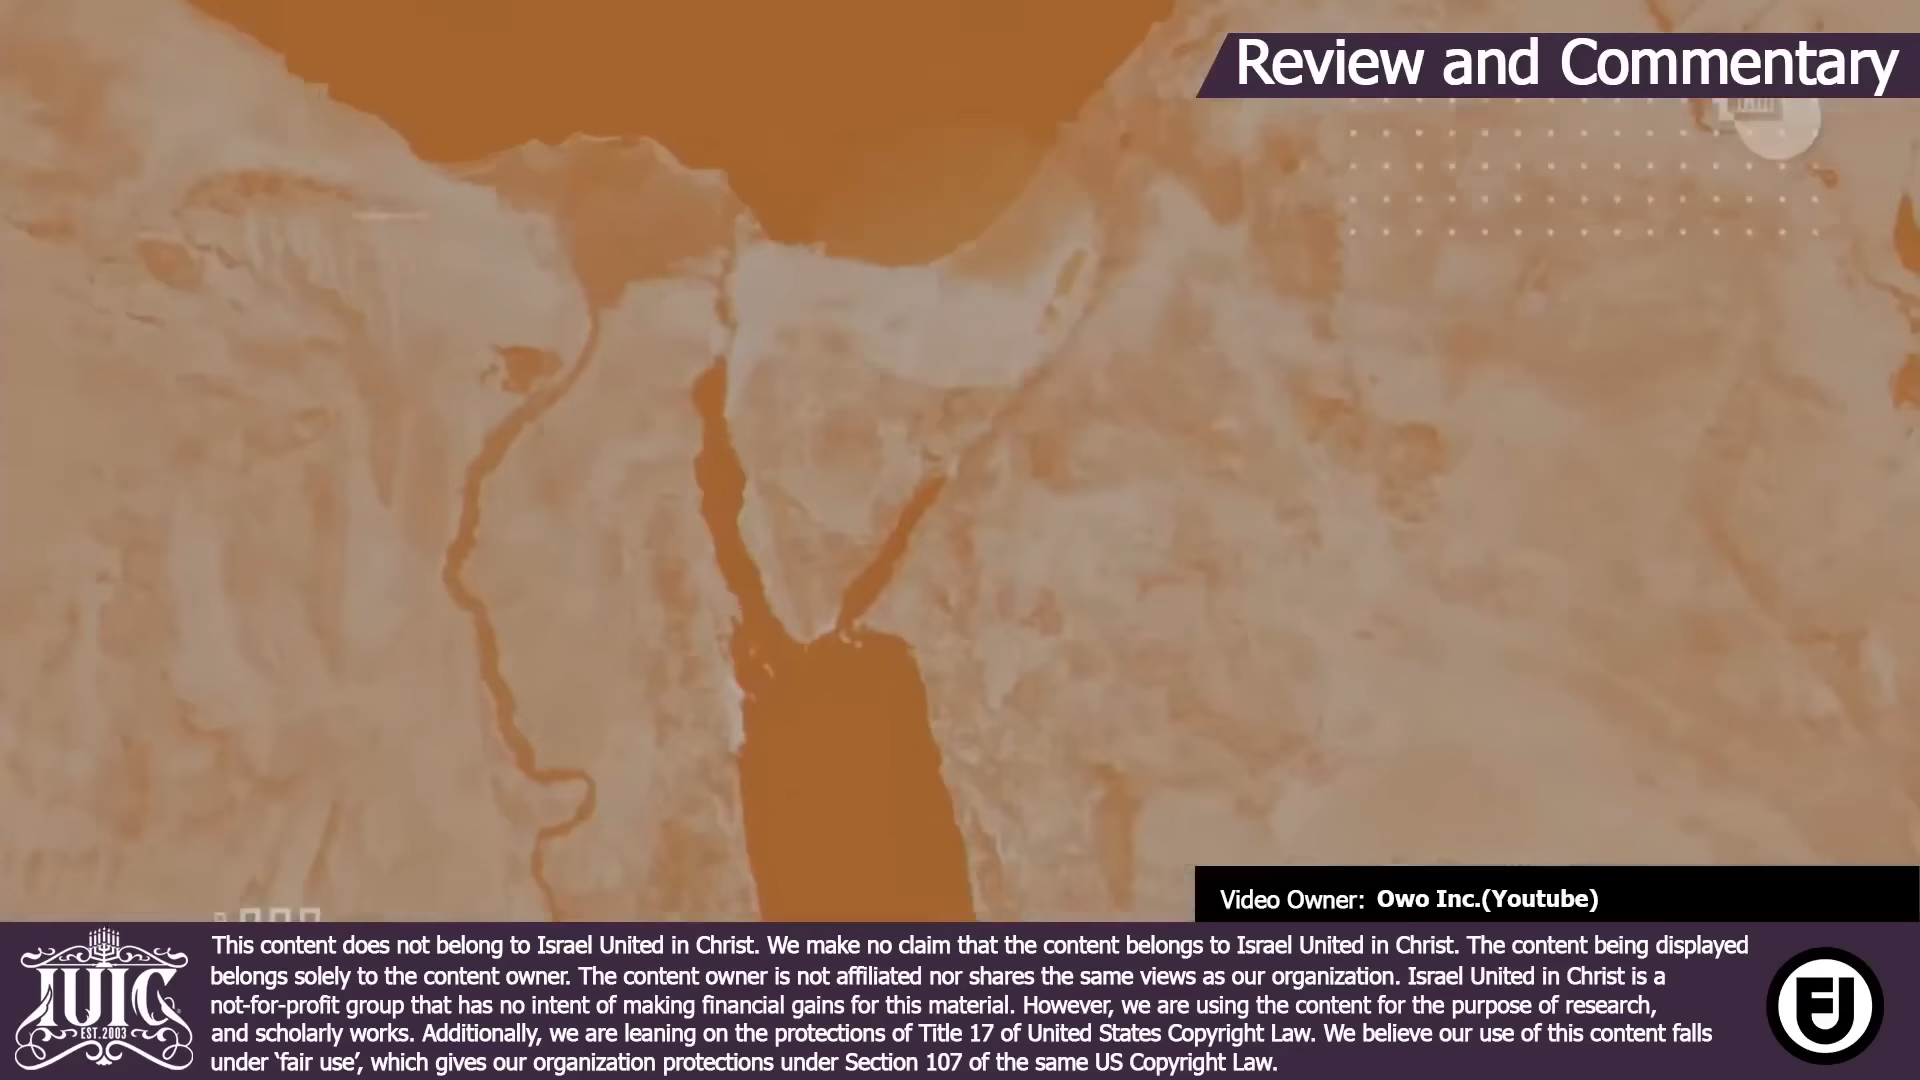 Review and Commentary
Video Owner: Owo Inc.(Youtube)
This content does not belong to Israel United in Christ. We make no claim that the content belongs to Israel United in Christ. The content being displayed
belongs solely to the content owner. The content owner is not affiliated nor shares the same views as our organization. Israel United in Christ is a
not-for-profit group that has no intent of making financial gains for this material. However, we are using the content for the purpose of research,
and scholarly works. Additionally, we are leaning on the protections of Title 17 of United States Copyright Law. We believe our use of this content falls
under ‘fair use’, which gives our organization protections under Section 107 of the same US Copyright Law.
IUIC
EST. 2003